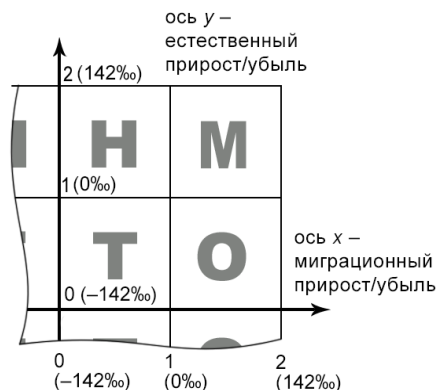 ось y –
естественный
прирост/убыль
2 (142‰)
Н М
1 (0‰)
Т О
ось x –
миграционный
прирост/убыль
0 (–142‰)
0 1 2
(–142‰) (0‰) (142‰)